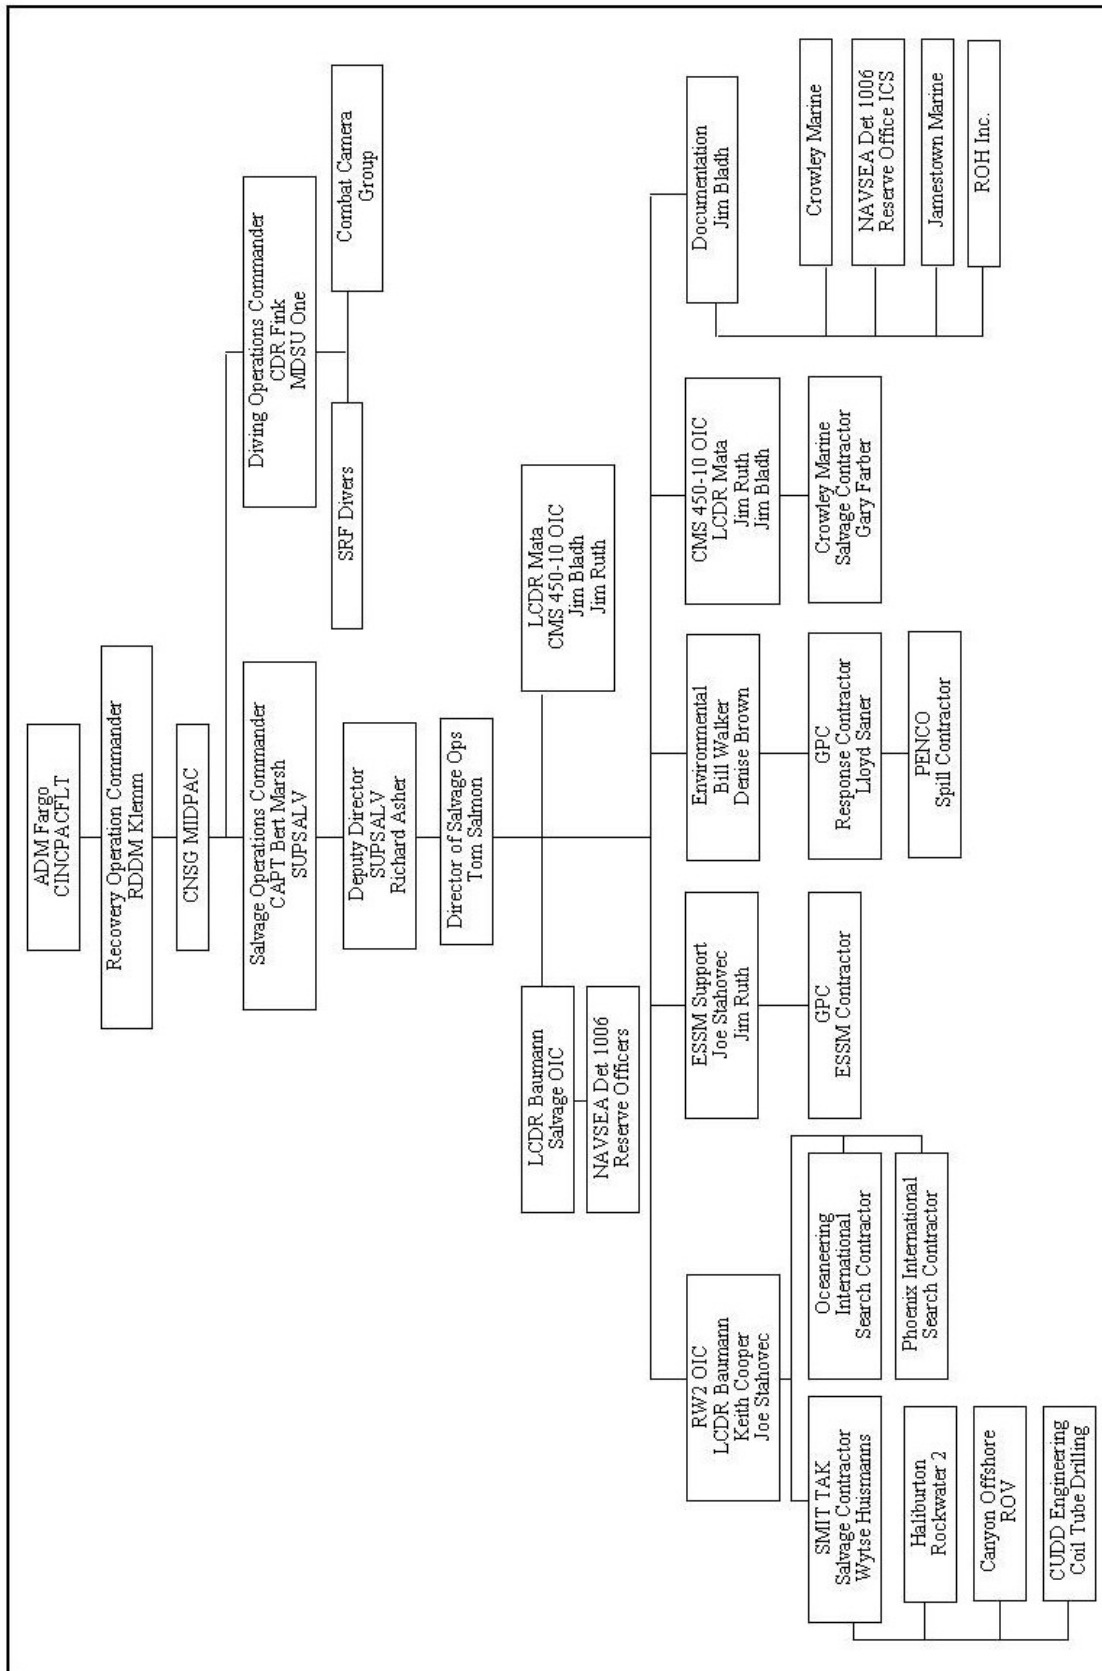 ADM Fargo
CINCPACFLT
Recovery Operation Commander
RDDM Klemm
CNSG MIDPAC
Salvage Operations Commander
CAPT Bert Marsh
SUPSALV
Diving Operations Commander
CDR Fink
MDSU One
Deputy Director
SUPSALV
Richard Asher
SRF Divers
Combat Camera
Group
Director of Salvage Ops
Tom Salmon
LCDR Baumann
Salvage OIC
NAVSEA Det 1006
Reserve Officers
LCDR Mata
CMS 450-10 OIC
Jim Bladh
Jim Ruth
RW2 OIC
LCDR Baumann
Keith Cooper
Joe Stahovec
ESSM Support
Joe Stahovec
Jim Ruth
Environmental
Bill Walker
Denise Brown
CMS 450-10 OIC
LCDR Mata
Jim Ruth
Jim Bladh
Documentation
Jim Bladh
SMIT TAK
Salvage Contractor
Wytse Huismanns
Haliburton
Rockwater 2
Canyon Offshore
ROV
CUDD Engineering
Coil Tube Drilling
Oceaneering
International
Search Contractor
Phoenix International
Search Contractor
GPC
ESSM Contractor
GPC
Response Contractor
Lloyd Saner
PENCO
Spill Contractor
Crowley Marine
Salvage Contractor
Gary Farber
Crowley Marine
NAVSEA Det 1006
Reserve Office ICS
Jamestown Marine
ROH Inc.